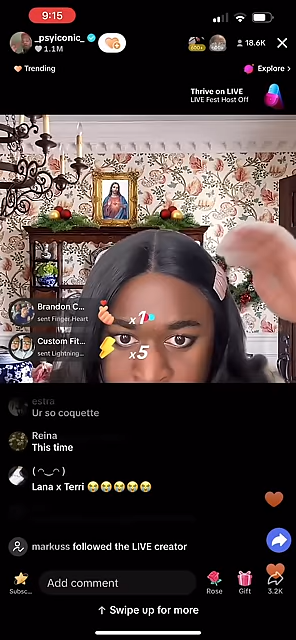 9:15
_psyiconic_
1.1M
600+
18.6K
Trending
Explore >
Thrive on LIVE
LIVE Fest Host Off
Brandon C...
sent Finger Heart
x1
Custom Fit...
sent Lightning...
x5
estra
Ur so coquette
Reina
This time
Lana x Terri 😭😭😭😭😭
markuss followed the LIVE creator
3.2K
Subsc...
Add comment
Rose
Gift
Swipe up for more